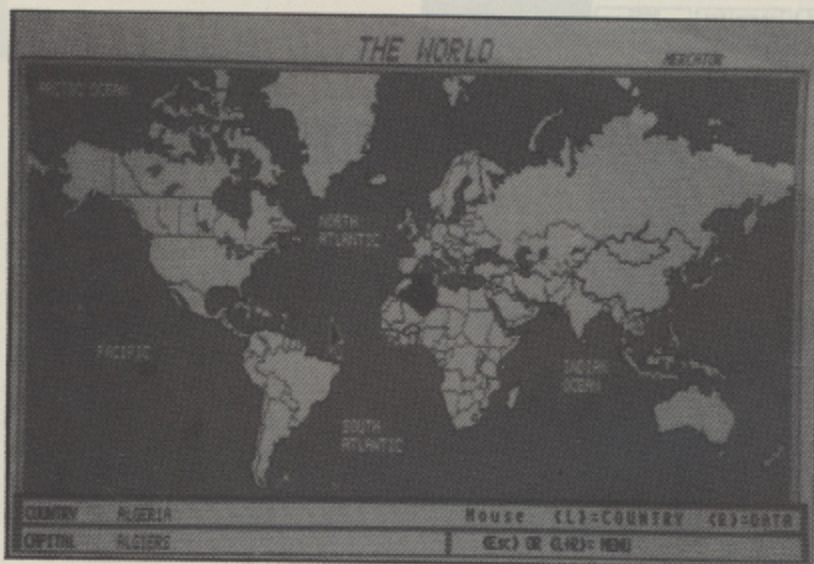 THE WORLD
MERCATOR
ARCTIC OCEAN
NORTH
ATLANTIC
PACIFIC
INDIAN
OCEAN
SOUTH
ATLANTIC
COUNTRY ALGERIA
Mouse (L)=COUNTRY (R)=DATA
CAPITAL ALGIERS
(Esc) OR (L+R)= MENU